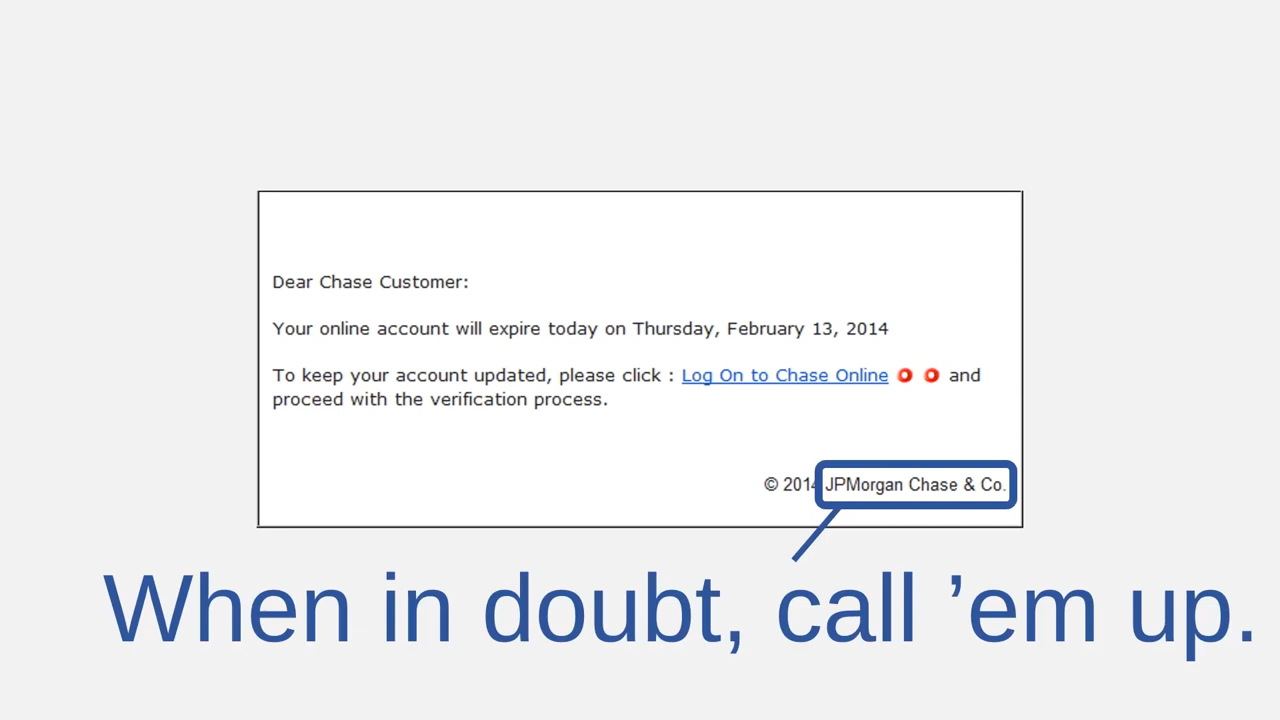 Dear Chase Customer:
Your online account will expire today on Thursday, February 13, 2014
To keep your account updated, please click : Log On to Chase Online and
proceed with the verification process.
© 2014 JPMorgan Chase & Co.
When in doubt, call ’em up.